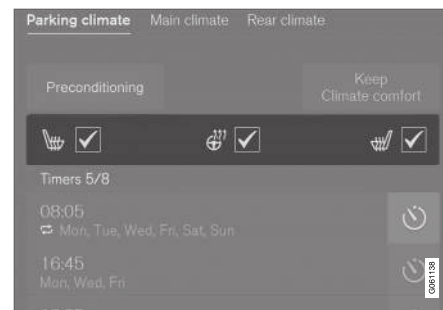 Parking climate Main climate Rear climate
Preconditioning
Keep
Climate comfort
Timers 5/8
08:05
Mon, Tue, Wed, Fri, Sat, Sun
16:45
Mon, Wed, Fri
G061138